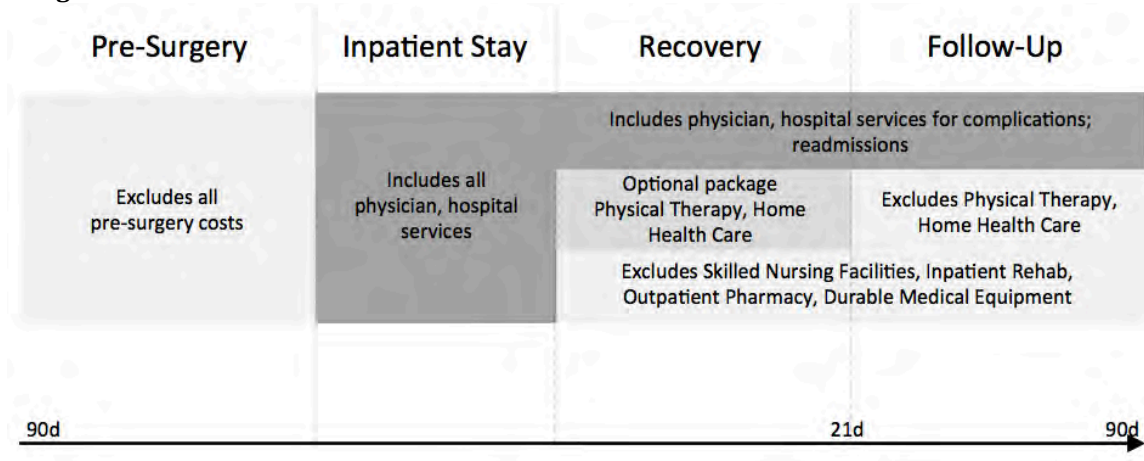 Pre-Surgery
Inpatient Stay
Recovery
Follow-Up
Excludes all
pre-surgery costs
Includes all
physician, hospital
services
Includes physician, hospital services for complications;
readmissions
Optional package
Physical Therapy, Home
Health Care
Excludes Physical Therapy,
Home Health Care
Excludes Skilled Nursing Facilities, Inpatient Rehab,
Outpatient Pharmacy, Durable Medical Equipment
90d
21d
90d